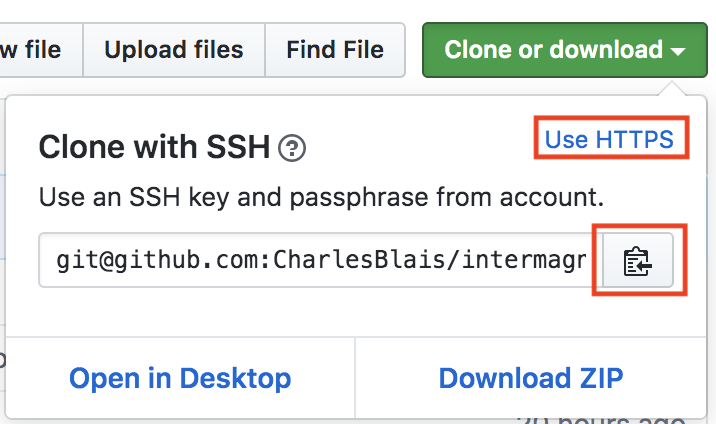 w file Upload files Find File Clone or download
Clone with SSH ? Use HTTPS
Use an SSH key and passphrase from account.
git@github.com:CharlesBlais/intermagr
Open in Desktop Download ZIP
20 hours ago